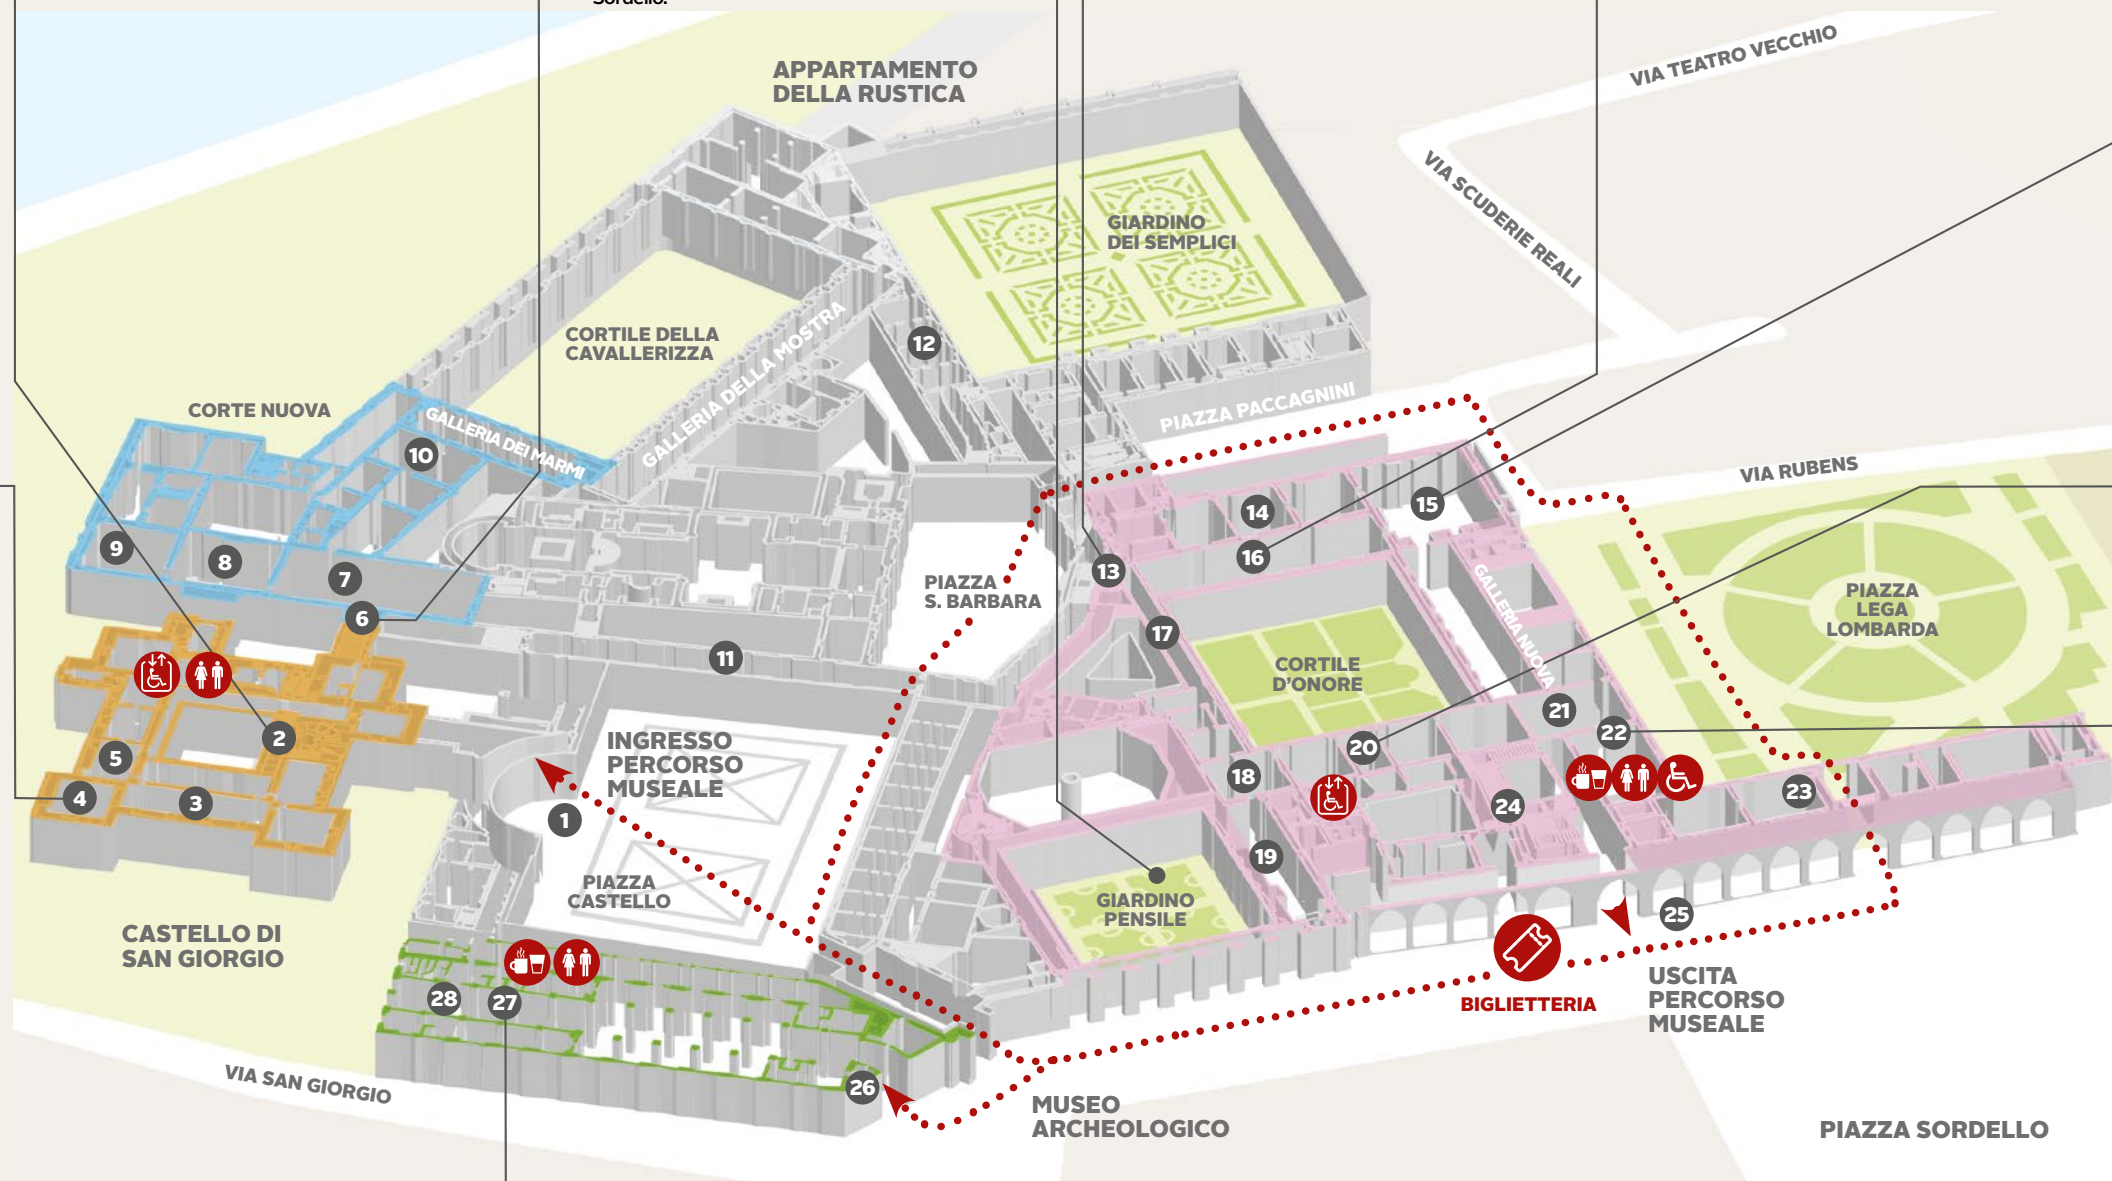 Sordello.
APPARTAMENTO
DELLA RUSTICA
VIA TEATRO VECCHIO
VIA SCUDERIE REALI
GIARDINO
DEI SEMPLICI
CORTILE DELLA
CAVALLERIZZA
GALLERIA DELLA MOSTRA
12
CORTE NUOVA
GALLERIA DEI MARMI
PIAZZA PACCAGNINI
10
VIA RUBENS
9
8
7
6
14
15
16
13
PIAZZA
S. BARBARA
GALLERIA NUOVA
PIAZZA
LEGA
LOMBARDA
17
11
CORTILE
D'ONORE
2
5
4
3
1
INGRESSO
PERCORSO
MUSEALE
21
22
20
18
23
24
19
PIAZZA
CASTELLO
GIARDINO
PENSILE
25
CASTELLO DI
SAN GIORGIO
BIGLIETTERIA
USCITA
PERCORSO
MUSEALE
28
27
26
VIA SAN GIORGIO
MUSEO
ARCHEOLOGICO
PIAZZA SORDELLO